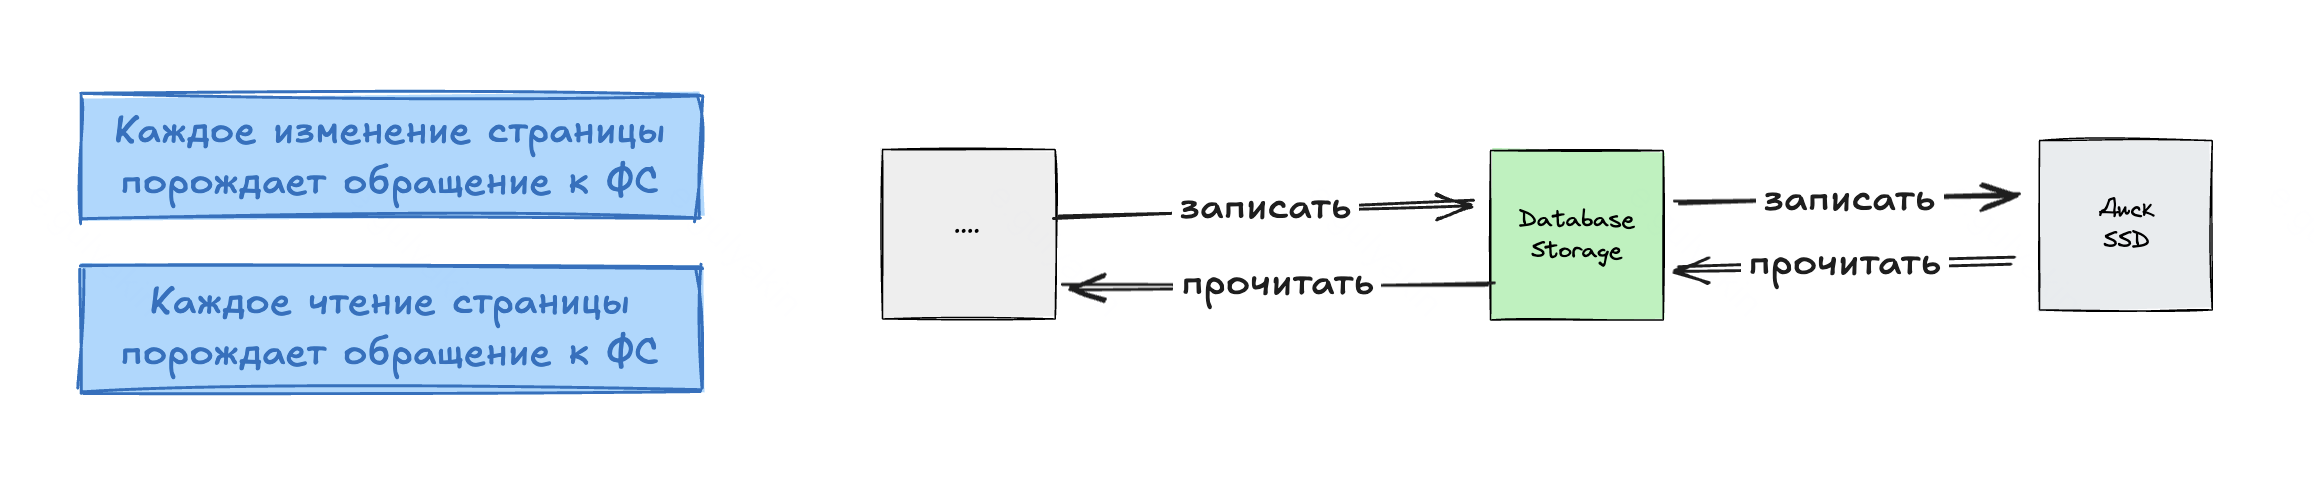 Каждое изменение страницы
порождает обращение к ФС
Каждое чтение страницы
порождает обращение к ФС
....
записать
прочитать
Database
Storage
записать
прочитать
Диск
SSD